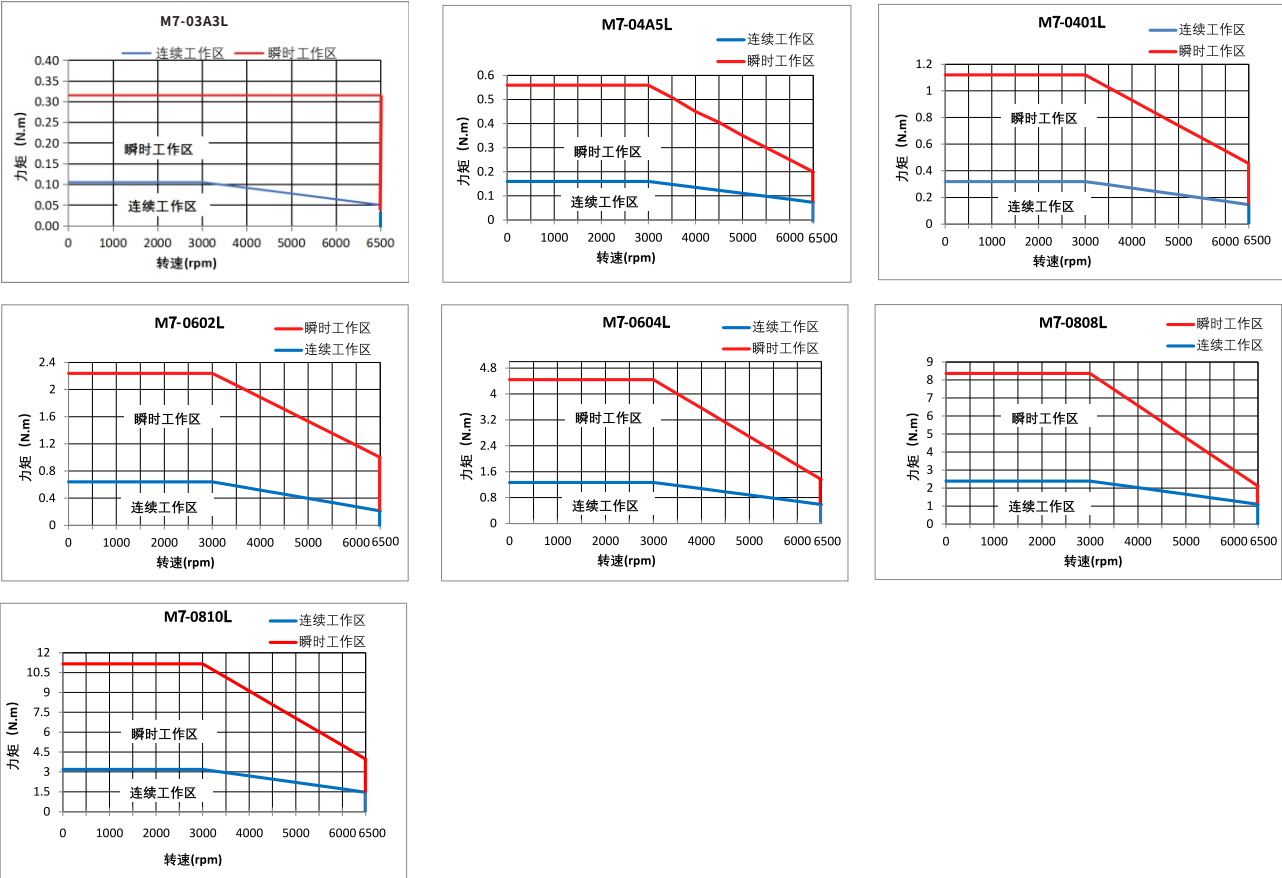 M7-03A3L
连续工作区 瞬时工作区
0.40
0.35
0.30
0.25
0.20
0.15
0.10
0.05
0.00
力矩 (N.m)
瞬时工作区
连续工作区
0 1000 2000 3000 4000 5000 6000 6500
转速(rpm)
M7-04A5L
连续工作区
瞬时工作区
0.6
0.5
0.4
0.3
0.2
0.1
0
力矩 (N.m)
瞬时工作区
连续工作区
0 1000 2000 3000 4000 5000 6000 6500
转速(rpm)
M7-0401L
连续工作区
瞬时工作区
1.2
1
0.8
0.6
0.4
0.2
0
力矩 (N.m)
瞬时工作区
连续工作区
0 1000 2000 3000 4000 5000 6000 6500
转速(rpm)
M7-0602L
瞬时工作区
连续工作区
2.4
2
1.6
1.2
0.8
0.4
0
力矩 (N.m)
瞬时工作区
连续工作区
0 1000 2000 3000 4000 5000 6000 6500
转速(rpm)
M7-0604L
连续工作区
瞬时工作区
4.8
4
3.2
2.4
1.6
0.8
0
力矩 (N.m)
瞬时工作区
连续工作区
0 1000 2000 3000 4000 5000 6000 6500
转速(rpm)
M7-0808L
瞬时工作区
连续工作区
9
8
7
6
5
4
3
2
1
0
力矩 (N.m)
瞬时工作区
连续工作区
0 1000 2000 3000 4000 5000 6000 6500
转速(rpm)
M7-0810L
连续工作区
瞬时工作区
12
10.5
9
7.5
6
4.5
3
1.5
0
力矩 (N.m)
瞬时工作区
连续工作区
0 1000 2000 3000 4000 5000 6000 6500
转速(rpm)